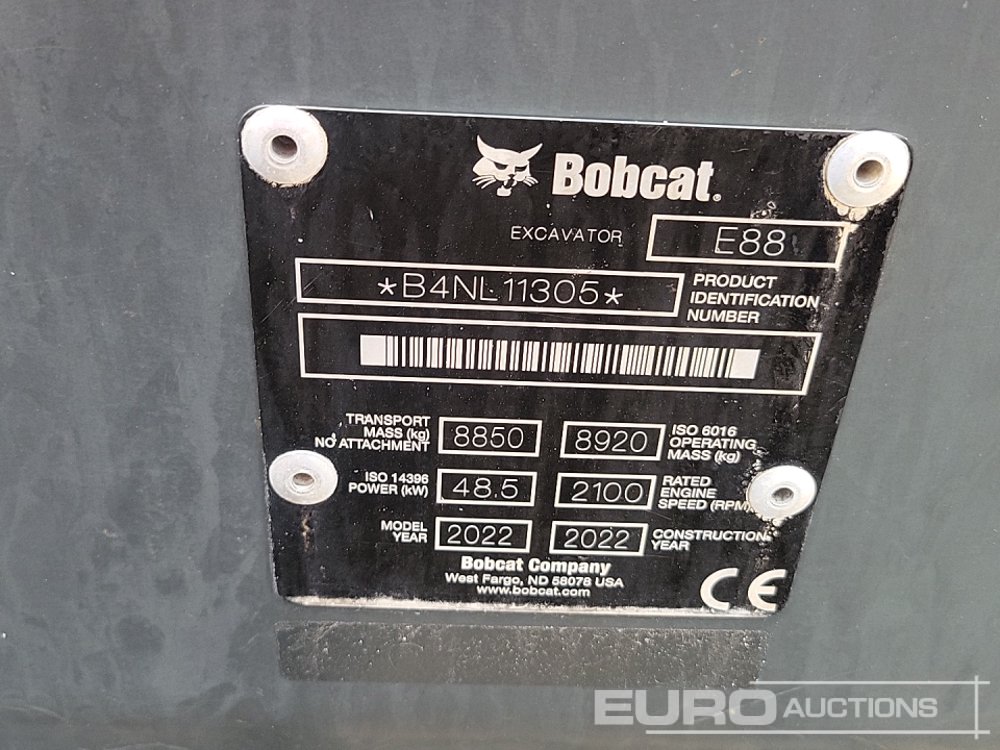 Bobcat.
EXCAVATOR E88
*B4NL11305*
PRODUCT
IDENTIFICATION
NUMBER
TRANSPORT
MASS (kg)
NO ATTACHMENT
8850
8920
ISO 6016
OPERATING
MASS (kg)
ISO 14396
POWER (kW)
48.5
2100
RATED
ENGINE
SPEED (RPM)
MODEL
YEAR
2022
2022
CONSTRUCTION
YEAR
Bobcat Company
West Fargo, ND 58078 USA
www.bobcat.com
CE
EURO AUCTIONS